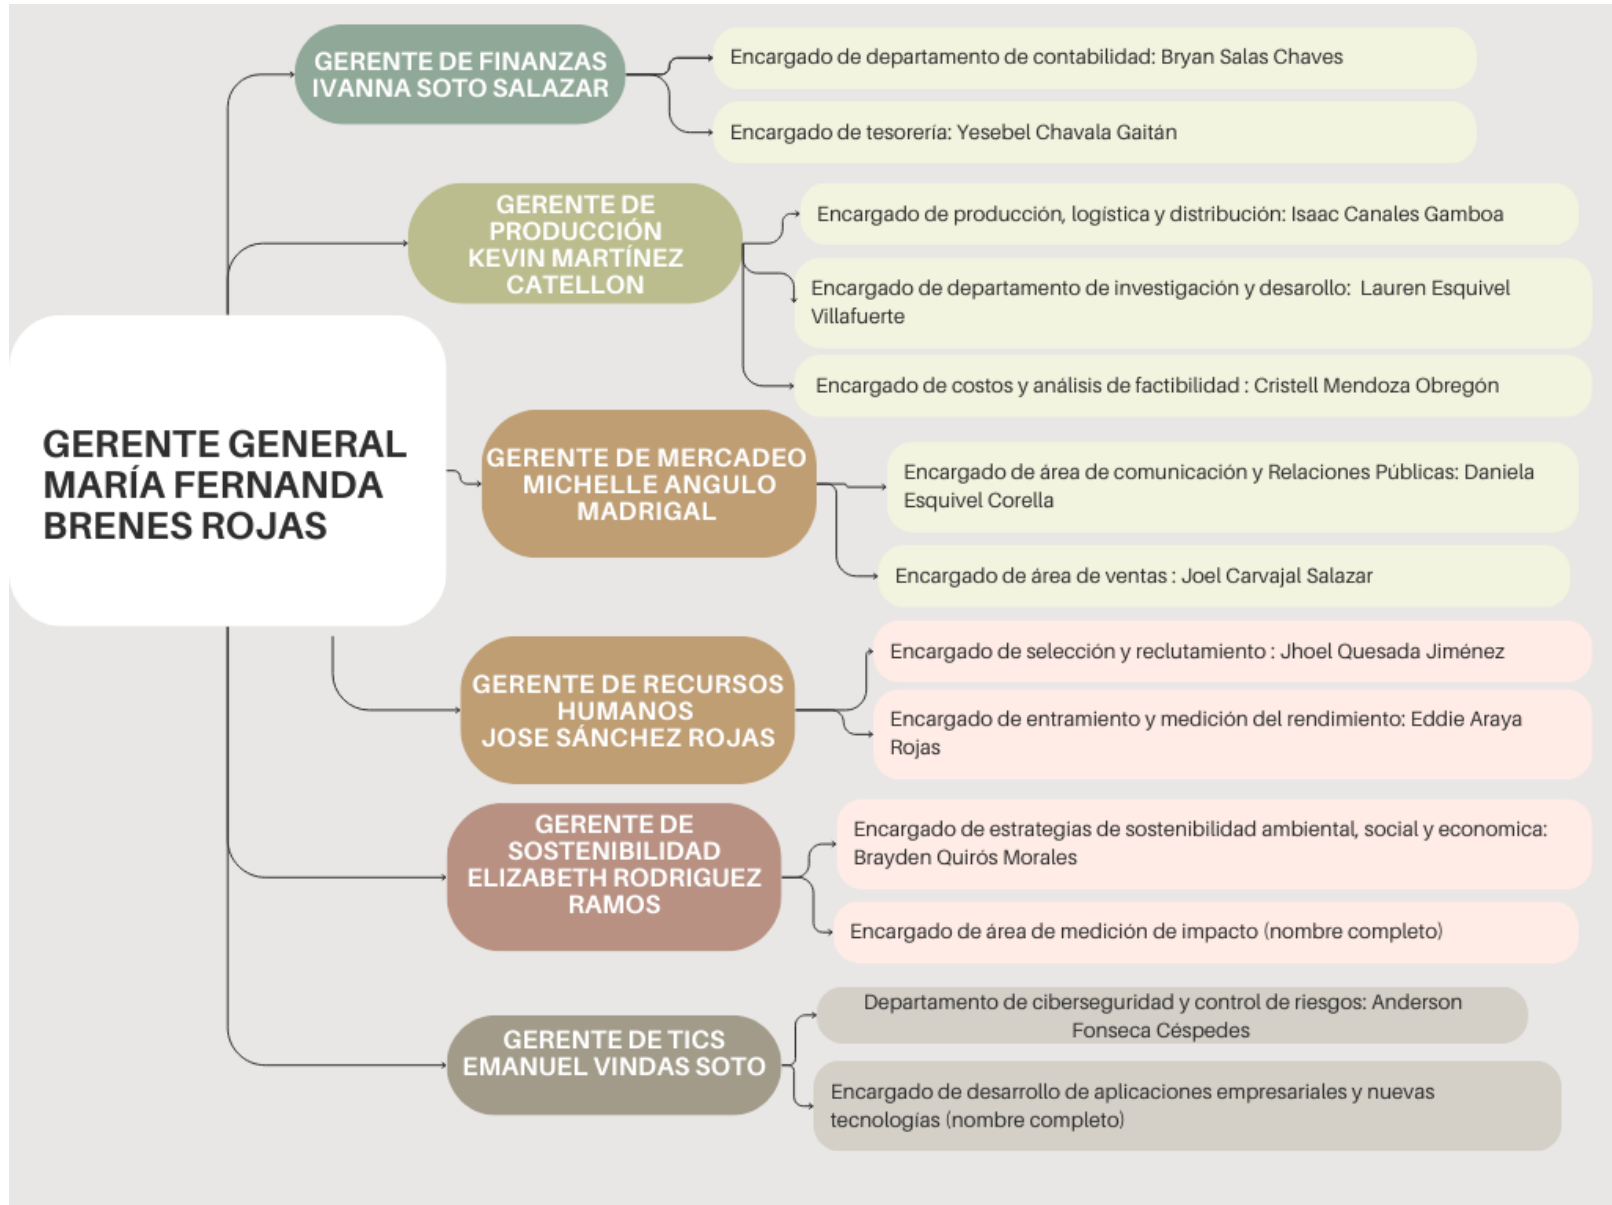 GERENTE DE FINANZAS
IVANNA SOTO SALAZAR
Encargado de departamento de contabilidad: Bryan Salas Chaves
Encargado de tesorería: Yesebel Chavala Gaitán
GERENTE DE
PRODUCCIÓN
KEVIN MARTÍNEZ
CATELLON
Encargado de producción, logística y distribución: Isaac Canales Gamboa
Encargado de departamento de investigación y desarollo: Lauren Esquivel
Villafuerte
Encargado de costos y análisis de factibilidad : Cristell Mendoza Obregón
GERENTE GENERAL
MARÍA FERNANDA
BRENES ROJAS
GERENTE DE MERCADEO
MICHELLE ANGULO
MADRIGAL
Encargado de área de comunicación y Relaciones Públicas: Daniela
Esquivel Corella
Encargado de área de ventas : Joel Carvajal Salazar
GERENTE DE RECURSOS
HUMANOS
JOSE SÁNCHEZ ROJAS
Encargado de selección y reclutamiento : Jhoel Quesada Jiménez
Encargado de entramiento y medición del rendimiento: Eddie Araya
Rojas
GERENTE DE
SOSTENIBILIDAD
ELIZABETH RODRIGUEZ
RAMOS
Encargado de estrategias de sostenibilidad ambiental, social y economica:
Brayden Quirós Morales
Encargado de área de medición de impacto (nombre completo)
GERENTE DE TICS
EMANUEL VINDAS SOTO
Departamento de ciberseguridad y control de riesgos: Anderson
Fonseca Céspedes
Encargado de desarrollo de aplicaciones empresariales y nuevas
tecnologías (nombre completo)